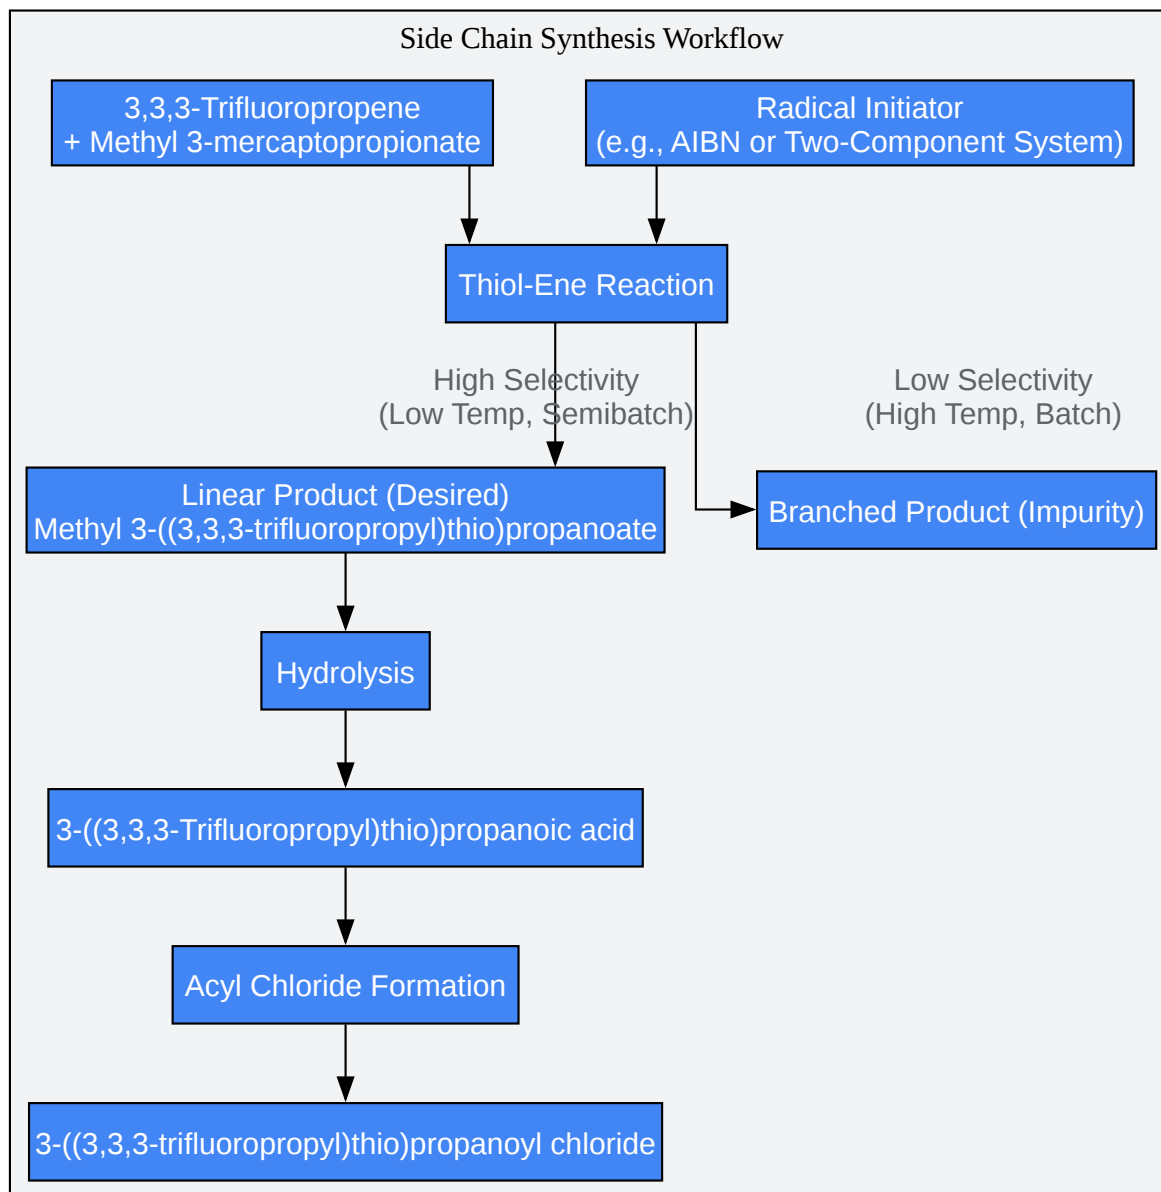 Side Chain Synthesis Workflow
3,3,3-Trifluoropropene
+ Methyl 3-mercaptopropionate
Radical Initiator
(e.g., AIBN or Two-Component System)
Thiol-Ene Reaction
High Selectivity
(Low Temp, Semibatch)
Low Selectivity
(High Temp, Batch)
Linear Product (Desired)
Methyl 3-((3,3,3-trifluoropropyl)thio)propanoate
Branched Product (Impurity)
Hydrolysis
3-((3,3,3-Trifluoropropyl)thio)propanoic acid
Acyl Chloride Formation
3-((3,3,3-trifluoropropyl)thio)propanoyl chloride